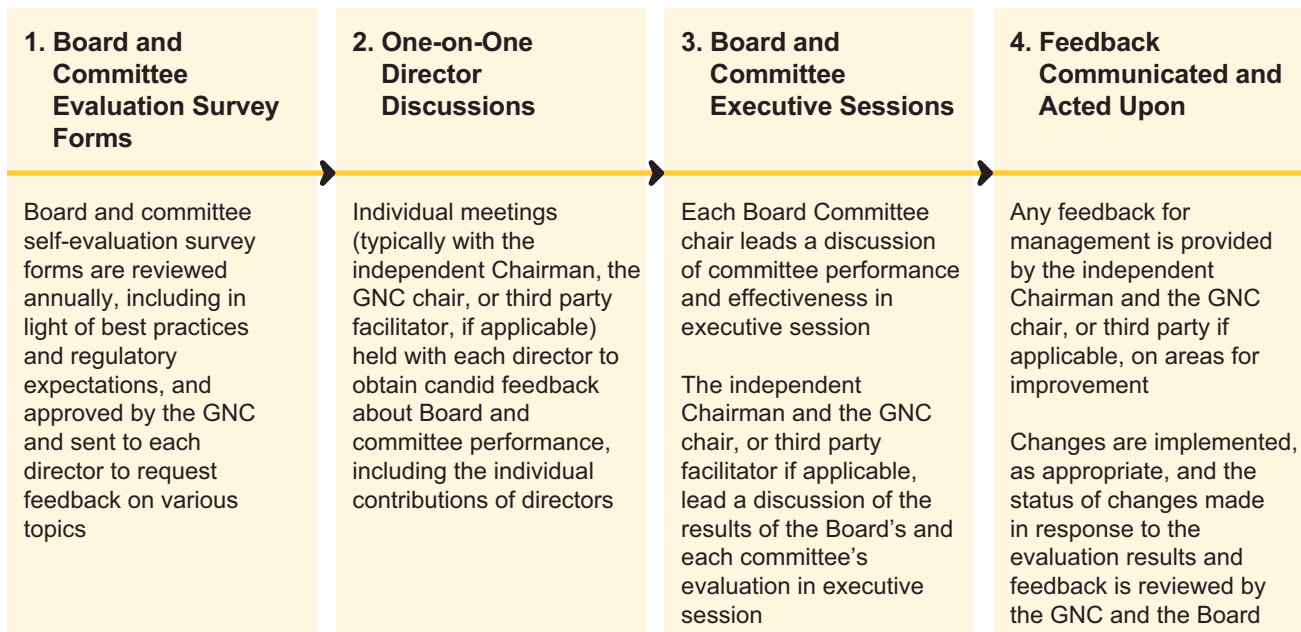 1. Board and
Committee
Evaluation Survey
Forms
Board and committee
self-evaluation survey
forms are reviewed
annually, including in
light of best practices
and regulatory
expectations, and
approved by the GNC
and sent to each
director to request
feedback on various
topics
2. One-on-One
Director
Discussions
Individual meetings
(typically with the
independent Chairman, the
GNC chair, or third party
facilitator, if applicable)
held with each director to
obtain candid feedback
about Board and
committee performance,
including the individual
contributions of directors
3. Board and
Committee
Executive Sessions
Each Board Committee
chair leads a discussion
of committee performance
and effectiveness in
executive session
The independent
Chairman and the GNC
chair, or third party
facilitator if applicable,
lead a discussion of the
results of the Board’s and
each committee’s
evaluation in executive
session
4. Feedback
Communicated and
Acted Upon
Any feedback for
management is provided
by the independent
Chairman and the GNC
chair, or third party if
applicable, on areas for
improvement
Changes are implemented,
as appropriate, and the
status of changes made
in response to the
evaluation results and
feedback is reviewed by
the GNC and the Board